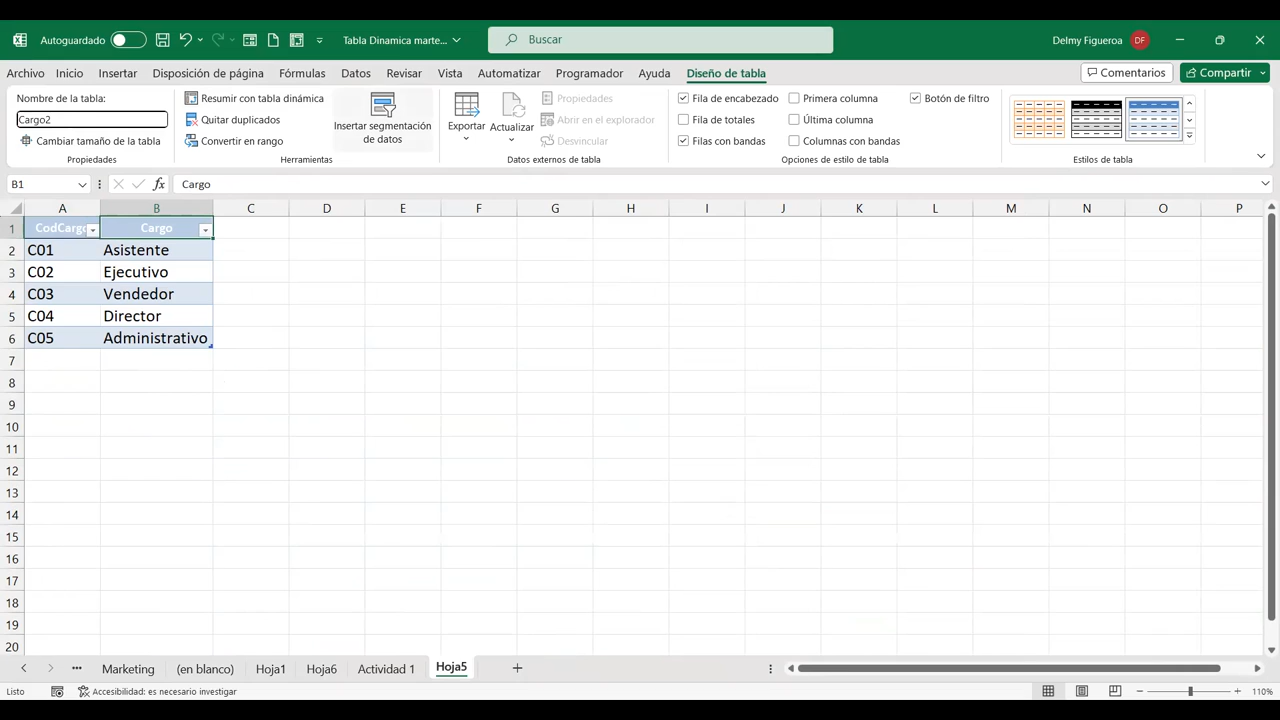 Autoguardado
Tabla Dinamica marte...
Buscar
Delmy Figueroa DF
Archivo Inicio Insertar Disposición de página Fórmulas Datos Revisar Vista Automatizar Programador Ayuda Diseño de tabla Comentarios Compartir
Nombre de la tabla:
Cargo2
Cambiar tamaño de la tabla
Propiedades
Resumir con tabla dinámica
Quitar duplicados
Convertir en rango
Insertar segmentación
de datos
Herramientas
Exportar
Actualizar
Propiedades
Abrir en el explorador
Desvincular
Datos externos de tabla
Fila de encabezado
Fila de totales
Filas con bandas
Primera columna
Última columna
Columnas con bandas
Botón de filtro
Opciones de estilo de tabla
Estilos de tabla
B1
fx
Cargo
A B C D E F G H I J K L M N O P
1 CodCargo Cargo
2 C01 Asistente
3 C02 Ejecutivo
4 C03 Vendedor
5 C04 Director
6 C05 Administrativo
7
8
9
10
11
12
13
14
15
16
17
18
19
20
Marketing (en blanco) Hoja1 Hoja6 Actividad 1 Hoja5
Listo
Accesibilidad: es necesario investigar
110%